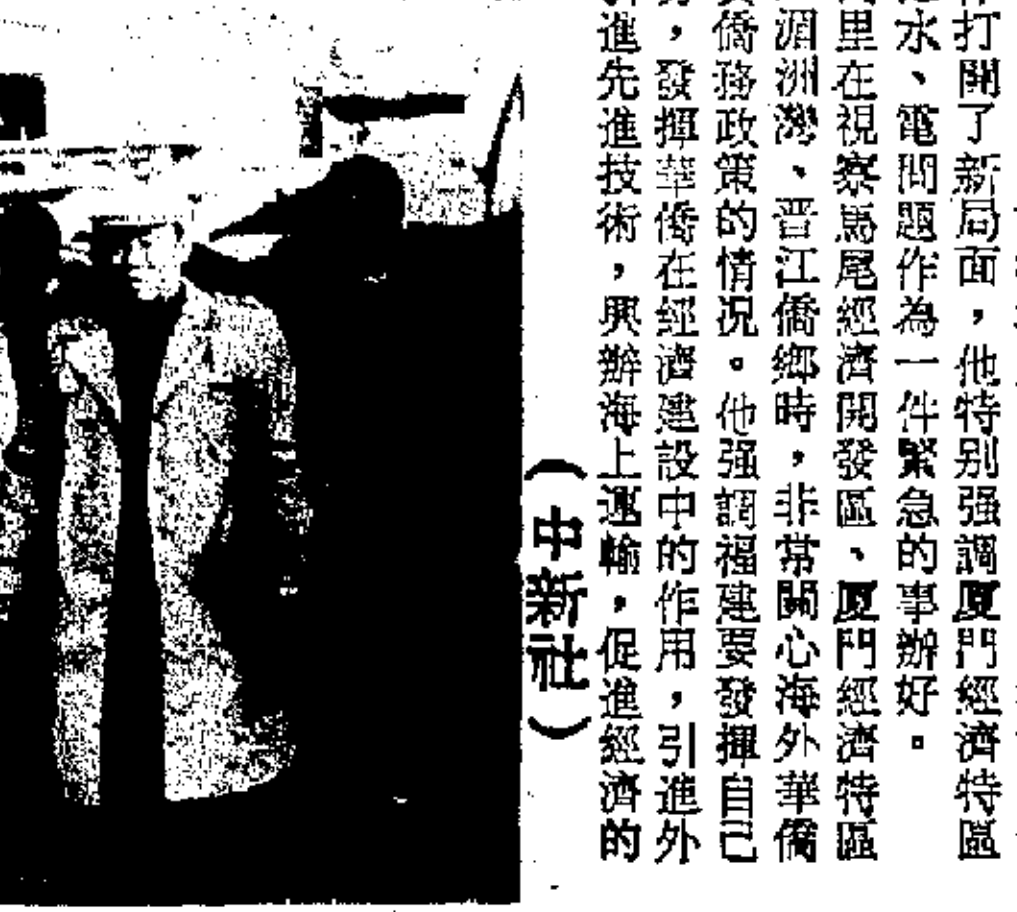 打開了新局面，他特别强調厦門經濟特區
水、電問題作為一件緊急的事辦好。
里在視察馬尾經濟開發區、厦門經濟特區
湄洲灣、晋江僑鄉時，非常關心海外華僑
僑務政策的情况。他强調福建要發揮自己
，發揮華僑在經濟建設中的作用，引進外
進先進技術，興辦海上運輸，促進經濟的
（中新社）